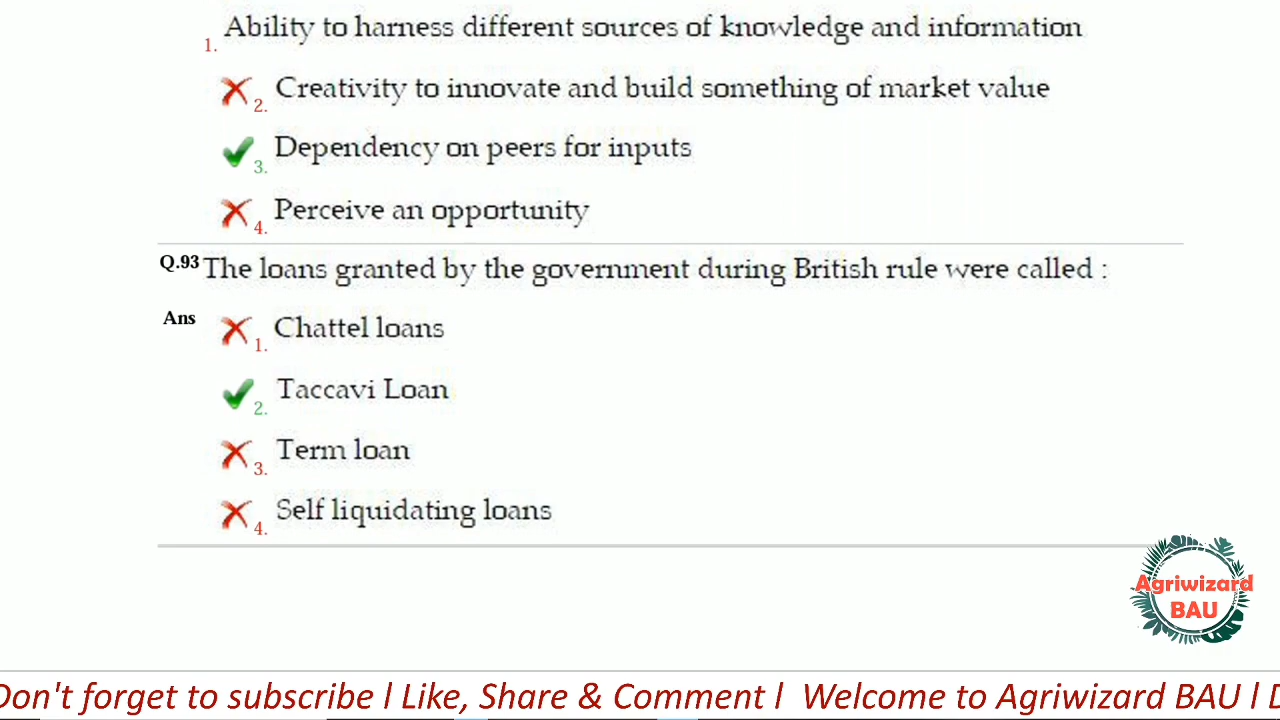 1. Ability to harness different sources of knowledge and information
2. Creativity to innovate and build something of market value
3. Dependency on peers for inputs
4. Perceive an opportunity
Q.93 The loans granted by the government during British rule were called :
Ans 1. Chattel loans
2. Taccavi Loan
3. Term loan
4. Self liquidating loans
Agriwizard
BAU
Don't forget to subscribe l Like, Share & Comment l Welcome to Agriwizard BAU l D